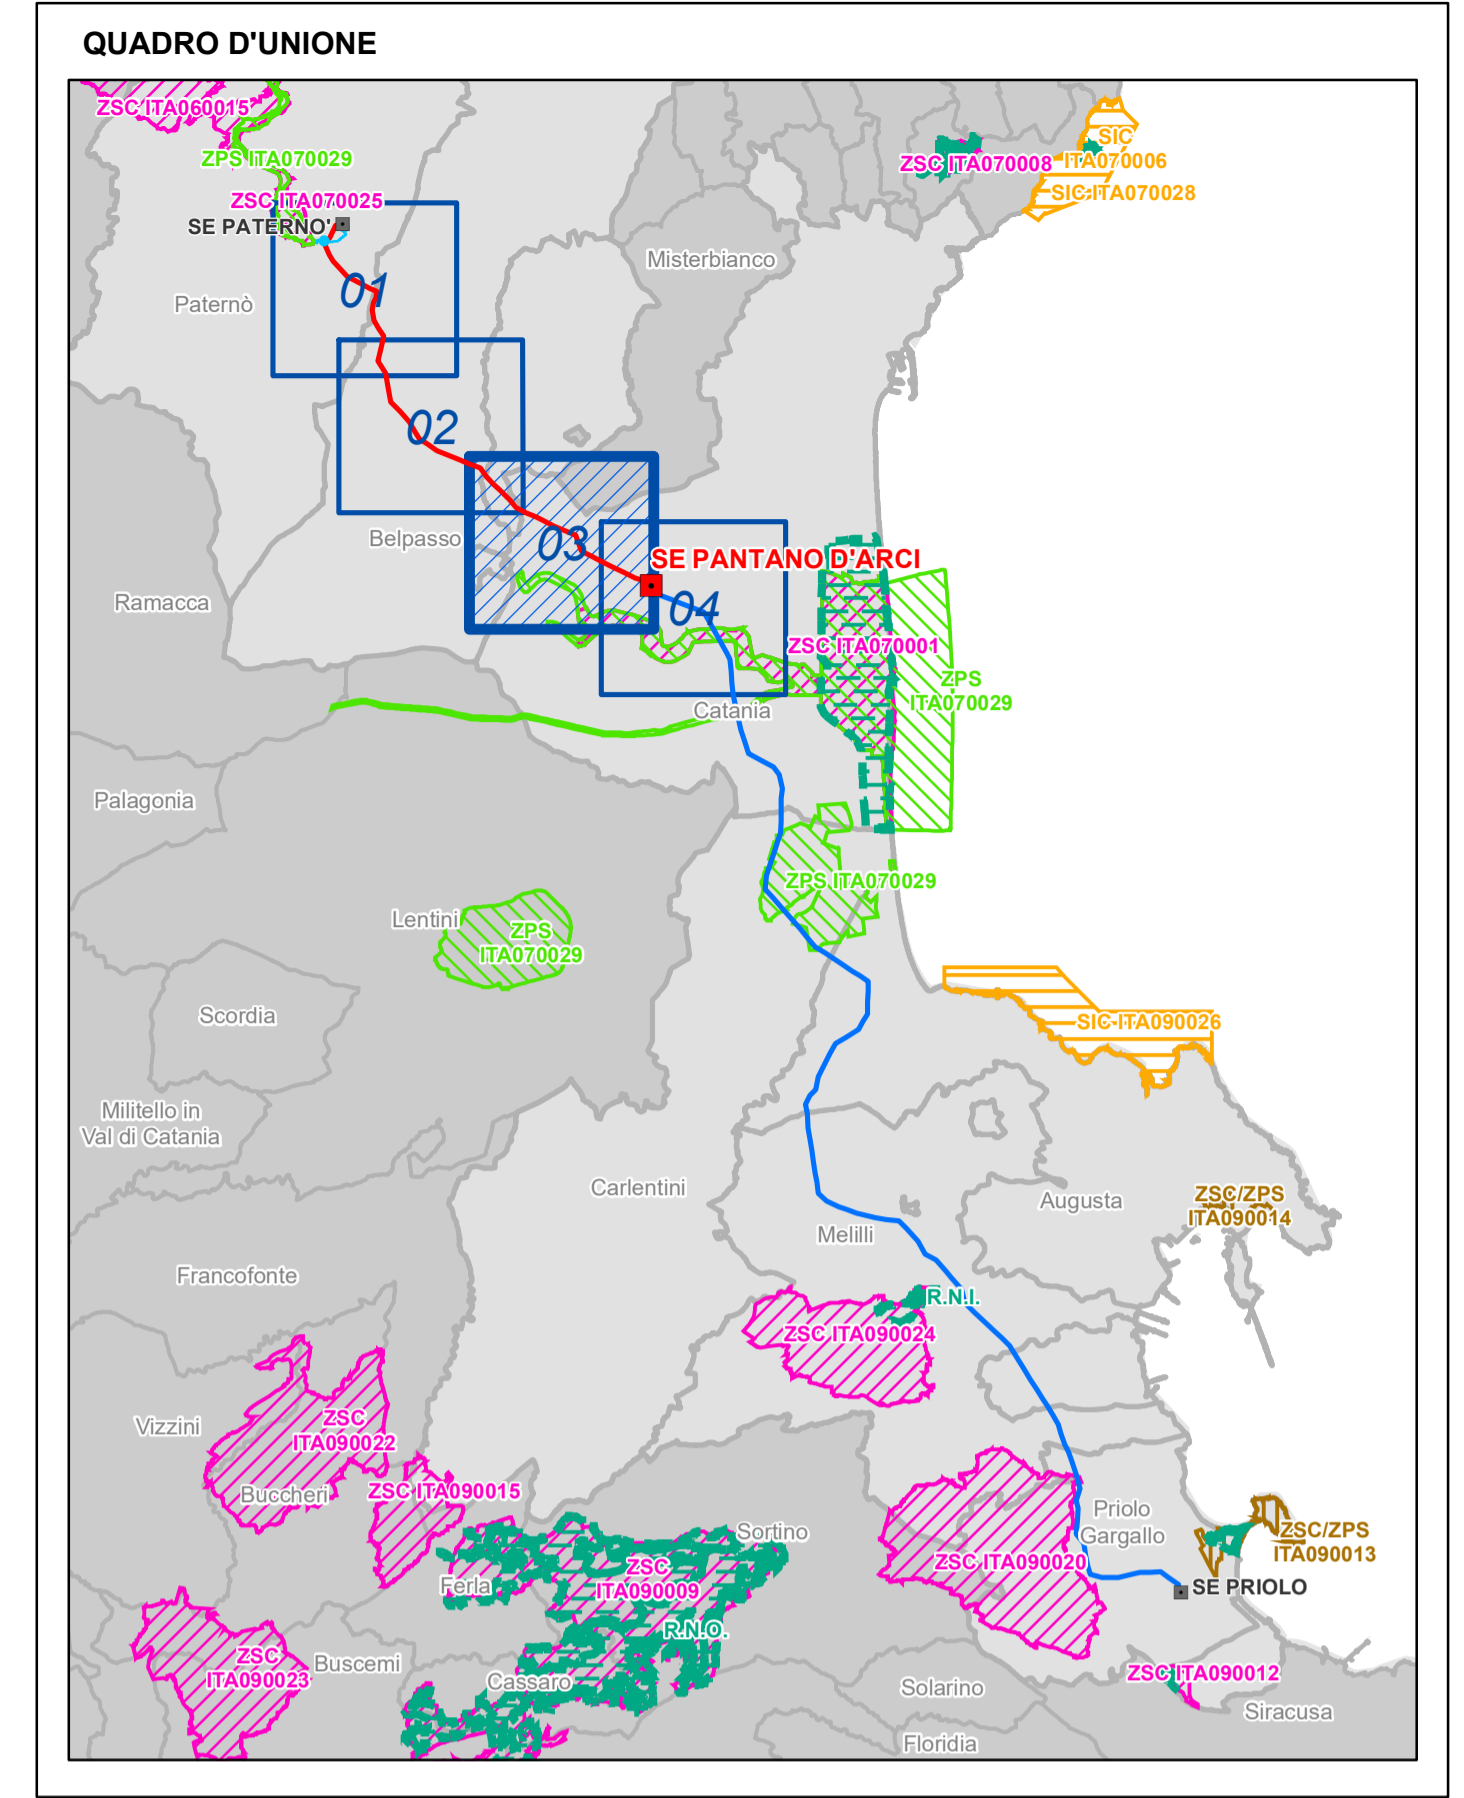 QUADRO D'UNIONE
ZSC ITA060015
ZPS ITA070029
ZSC ITA070025
SE PATERNO'
Paternò
01
ZSC ITA070008
SIC
ITA070006
SIC ITA070028
Misterbianco
02
Belpasso
03
SE PANTANO D'ARCI
04
Ramacca
ZSC ITA070001
ZPS
ITA070029
Catania
Palagonia
ZPS ITA070029
Lentini
ZPS
ITA070029
Scordia
SIC ITA090026
Militello in
Val di Catania
Carlentini
Augusta
ZSC/ZPS
ITA090014
Melilli
Francofonte
R.N.I.
ZSC ITA090024
Vizzini
ZSC
ITA090022
Buccheri
ZSC ITA090015
Priolo
Gargallo
Sortino
ZSC/ZPS
ITA090013
ZSC ITA090020
SE PRIOLO
Ferla
ZSC
ITA090009
R.N.O.
ZSC
ITA090023
Buscemi
Cassaro
ZSC ITA090012
Solarino
Siracusa
Floridia